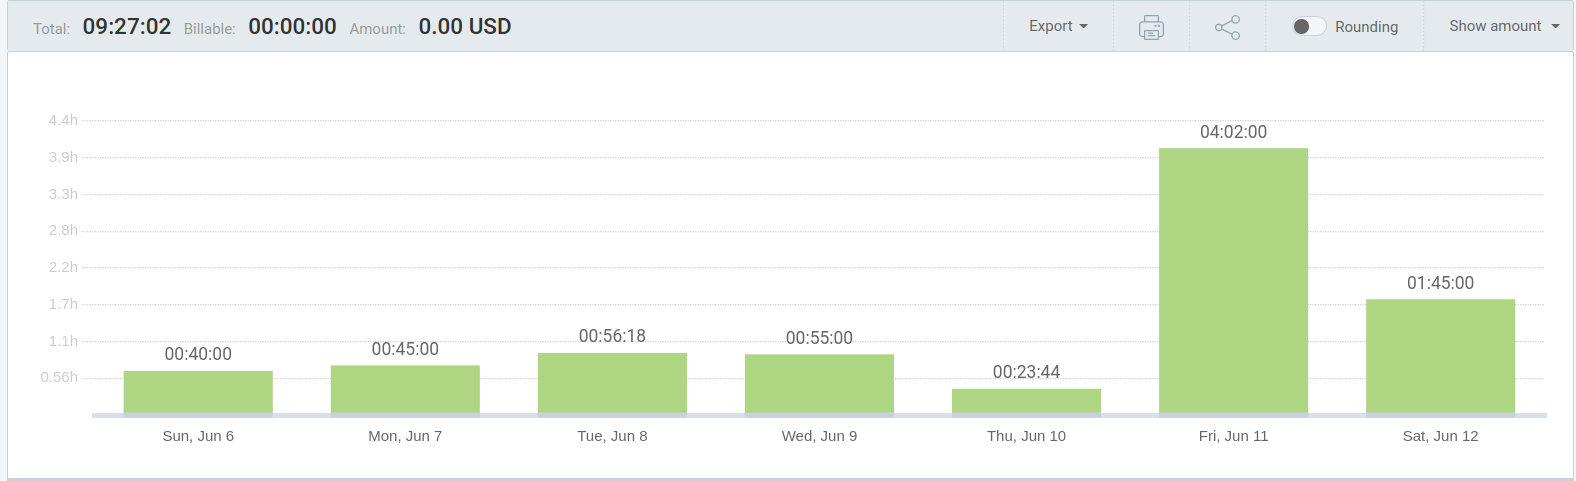 Total: 09:27:02 Billable: 00:00:00 Amount: 0.00 USD Export Rounding Show amount
4.4h
04:02:00
3.9h
3.3h
2.8h
2.2h
01:45:00
1.7h
1.1h
00:40:00 00:45:00 00:56:18 00:55:00 00:23:44
0.56h
Sun, Jun 6 Mon, Jun 7 Tue, Jun 8 Wed, Jun 9 Thu, Jun 10 Fri, Jun 11 Sat, Jun 12